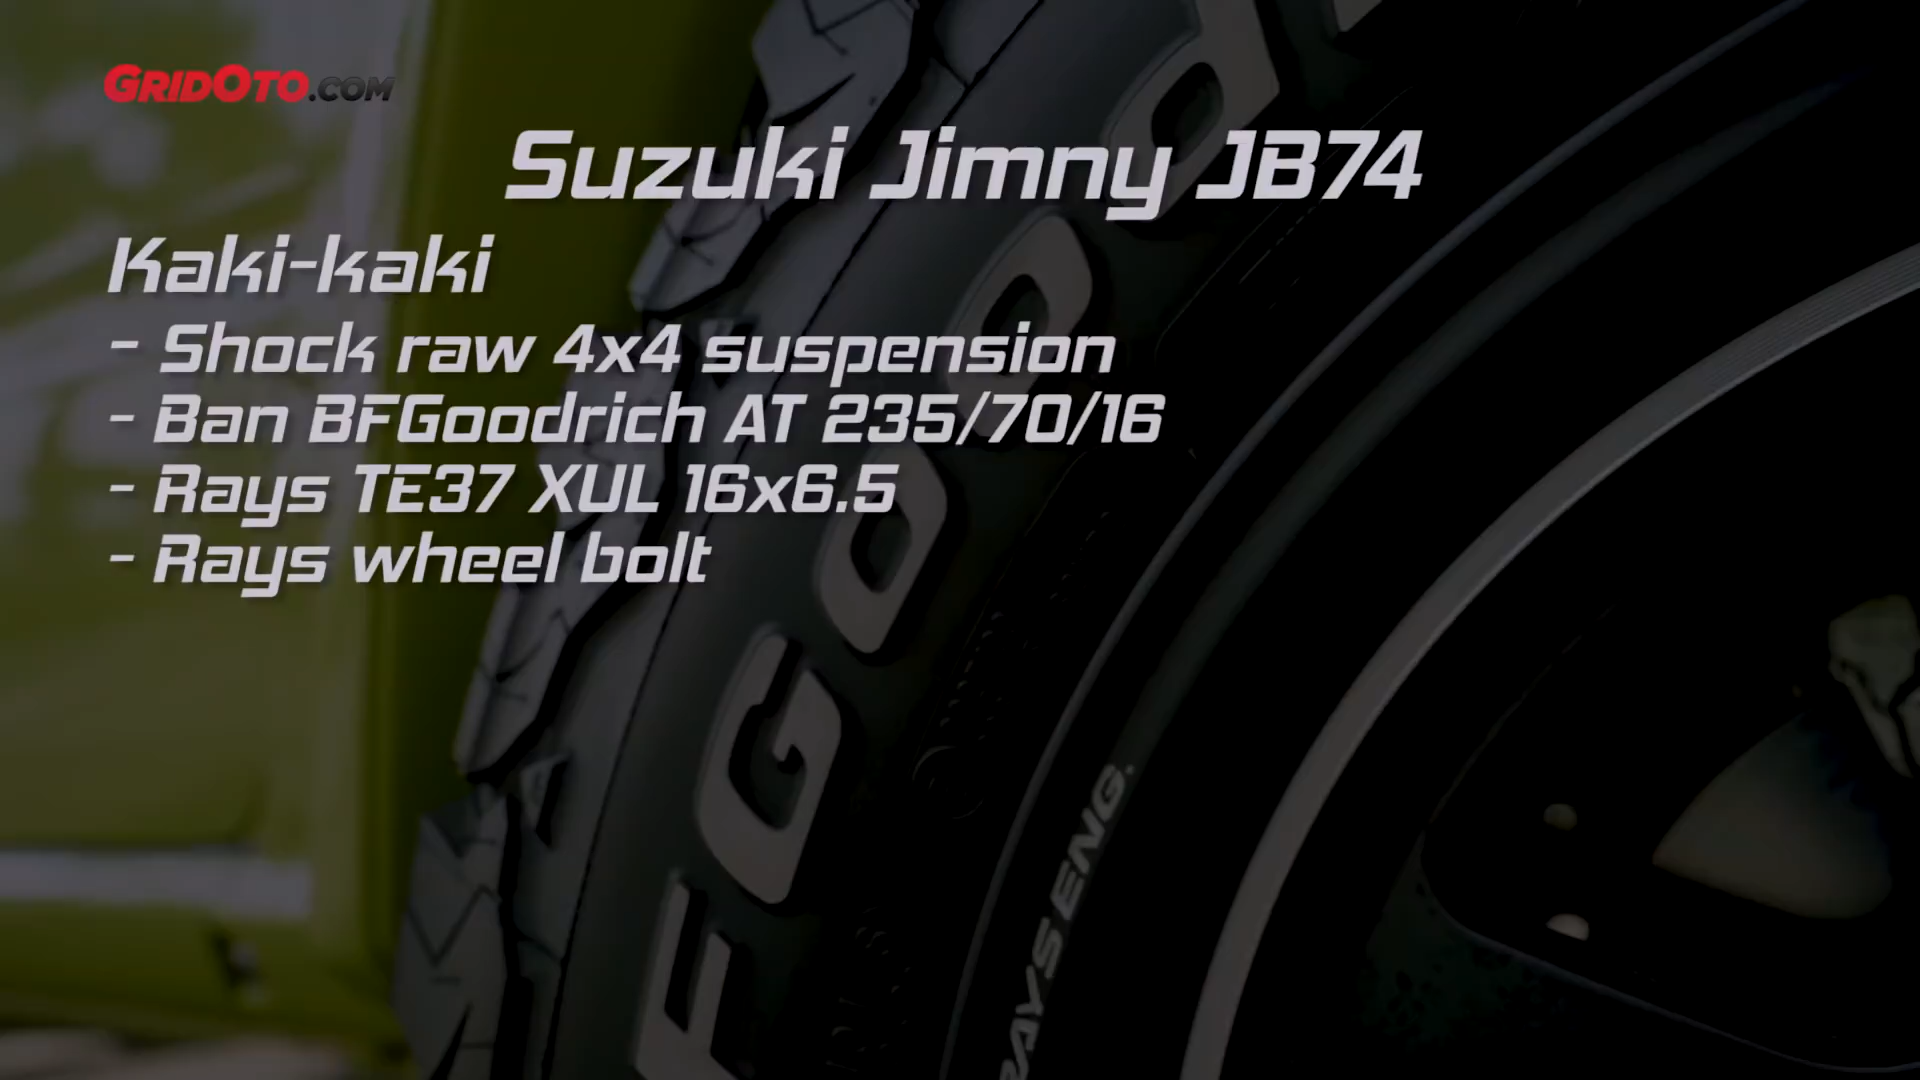 GRIDOTO.COM
Suzuki Jimny JB74
Kaki-kaki
- Shock raw 4x4 suspension
- Ban BFGoodrich AT 235/70/16
- Rays TE37 XUL 16x6.5
- Rays wheel bolt
FGOOD
RAYS ENG.